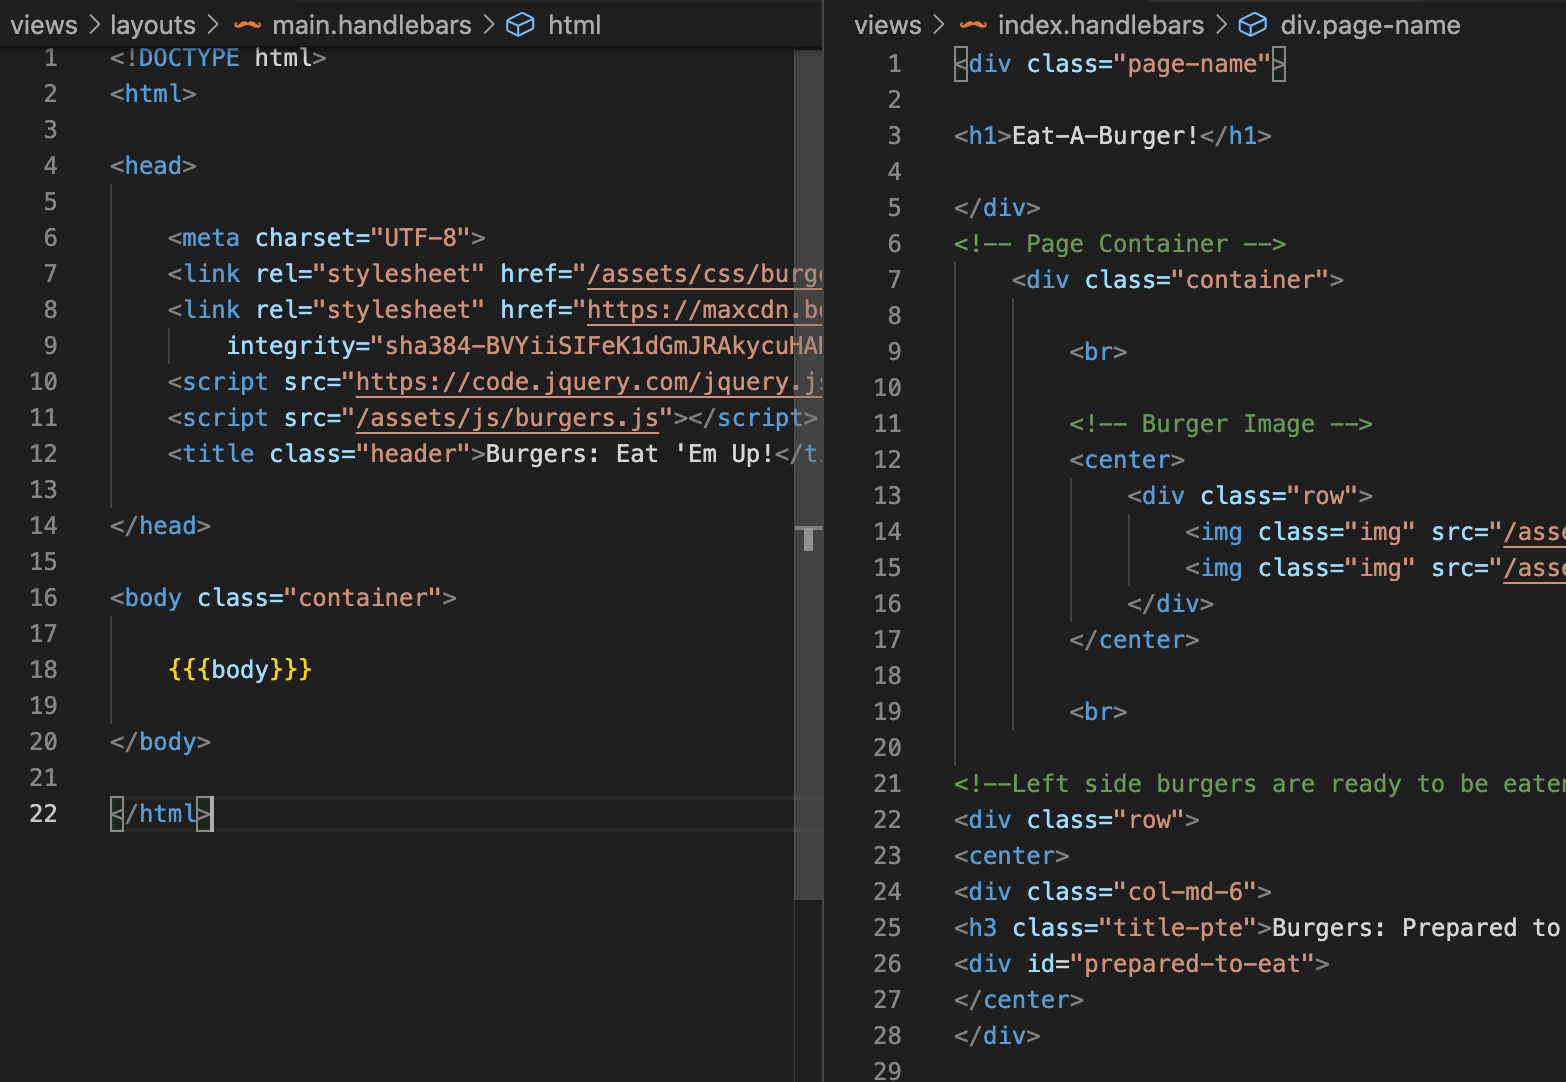 views > layouts > main.handlebars > html
1 <!DOCTYPE html>
2 <html>
3
4 <head>
5
6 <meta charset="UTF-8">
7 <link rel="stylesheet" href="/assets/css/burge
8 <link rel="stylesheet" href="https://maxcdn.bo
9 integrity="sha384-BVYiiSIFeK1dGmJRAkycuHAH
10 <script src="https://code.jquery.com/jquery.js
11 <script src="/assets/js/burgers.js"></script>
12 <title class="header">Burgers: Eat 'Em Up!</ti
13
14 </head>
15
16 <body class="container">
17
18 {{{body}}}
19
20 </body>
21
22 </html>
views > index.handlebars > div.page-name
1 <div class="page-name">
2
3 <h1>Eat-A-Burger!</h1>
4
5 </div>
6 <!-- Page Container -->
7 <div class="container">
8
9 <br>
10
11 <!-- Burger Image -->
12 <center>
13 <div class="row">
14 <img class="img" src="/asse
15 <img class="img" src="/asse
16 </div>
17 </center>
18
19 <br>
20
21 <!--Left side burgers are ready to be eaten
22 <div class="row">
23 <center>
24 <div class="col-md-6">
25 <h3 class="title-pte">Burgers: Prepared to
26 <div id="prepared-to-eat">
27 </center>
28 </div>
29